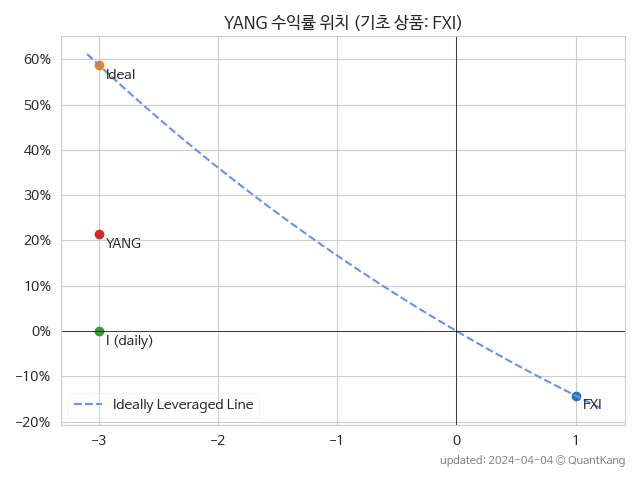 YANG 수익률 위치 (기초 상품: FXI)
60%
Ideal
50%
40%
30%
20%
YANG
10%
0%
I (daily)
-10%
Ideally Leveraged Line
FXI
-20%
-3
-2
-1
0
1
updated: 2024-04-04 © QuantKang